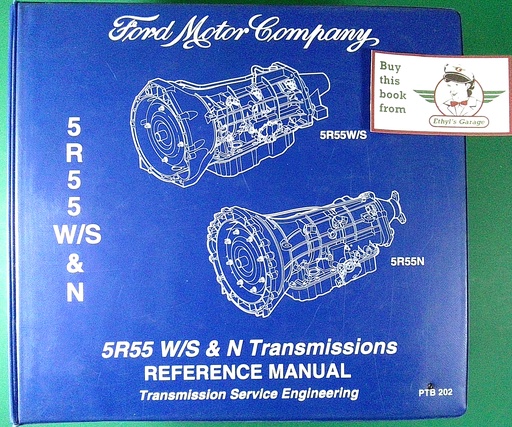 Ford Motor Company
Buy
this
book
from
Ethyl's Garage
5R55W/S
5
R
5
5
W/S
&
N
5R55N
5R55 W/S & N Transmissions
REFERENCE MANUAL
Transmission Service Engineering
PTB 202